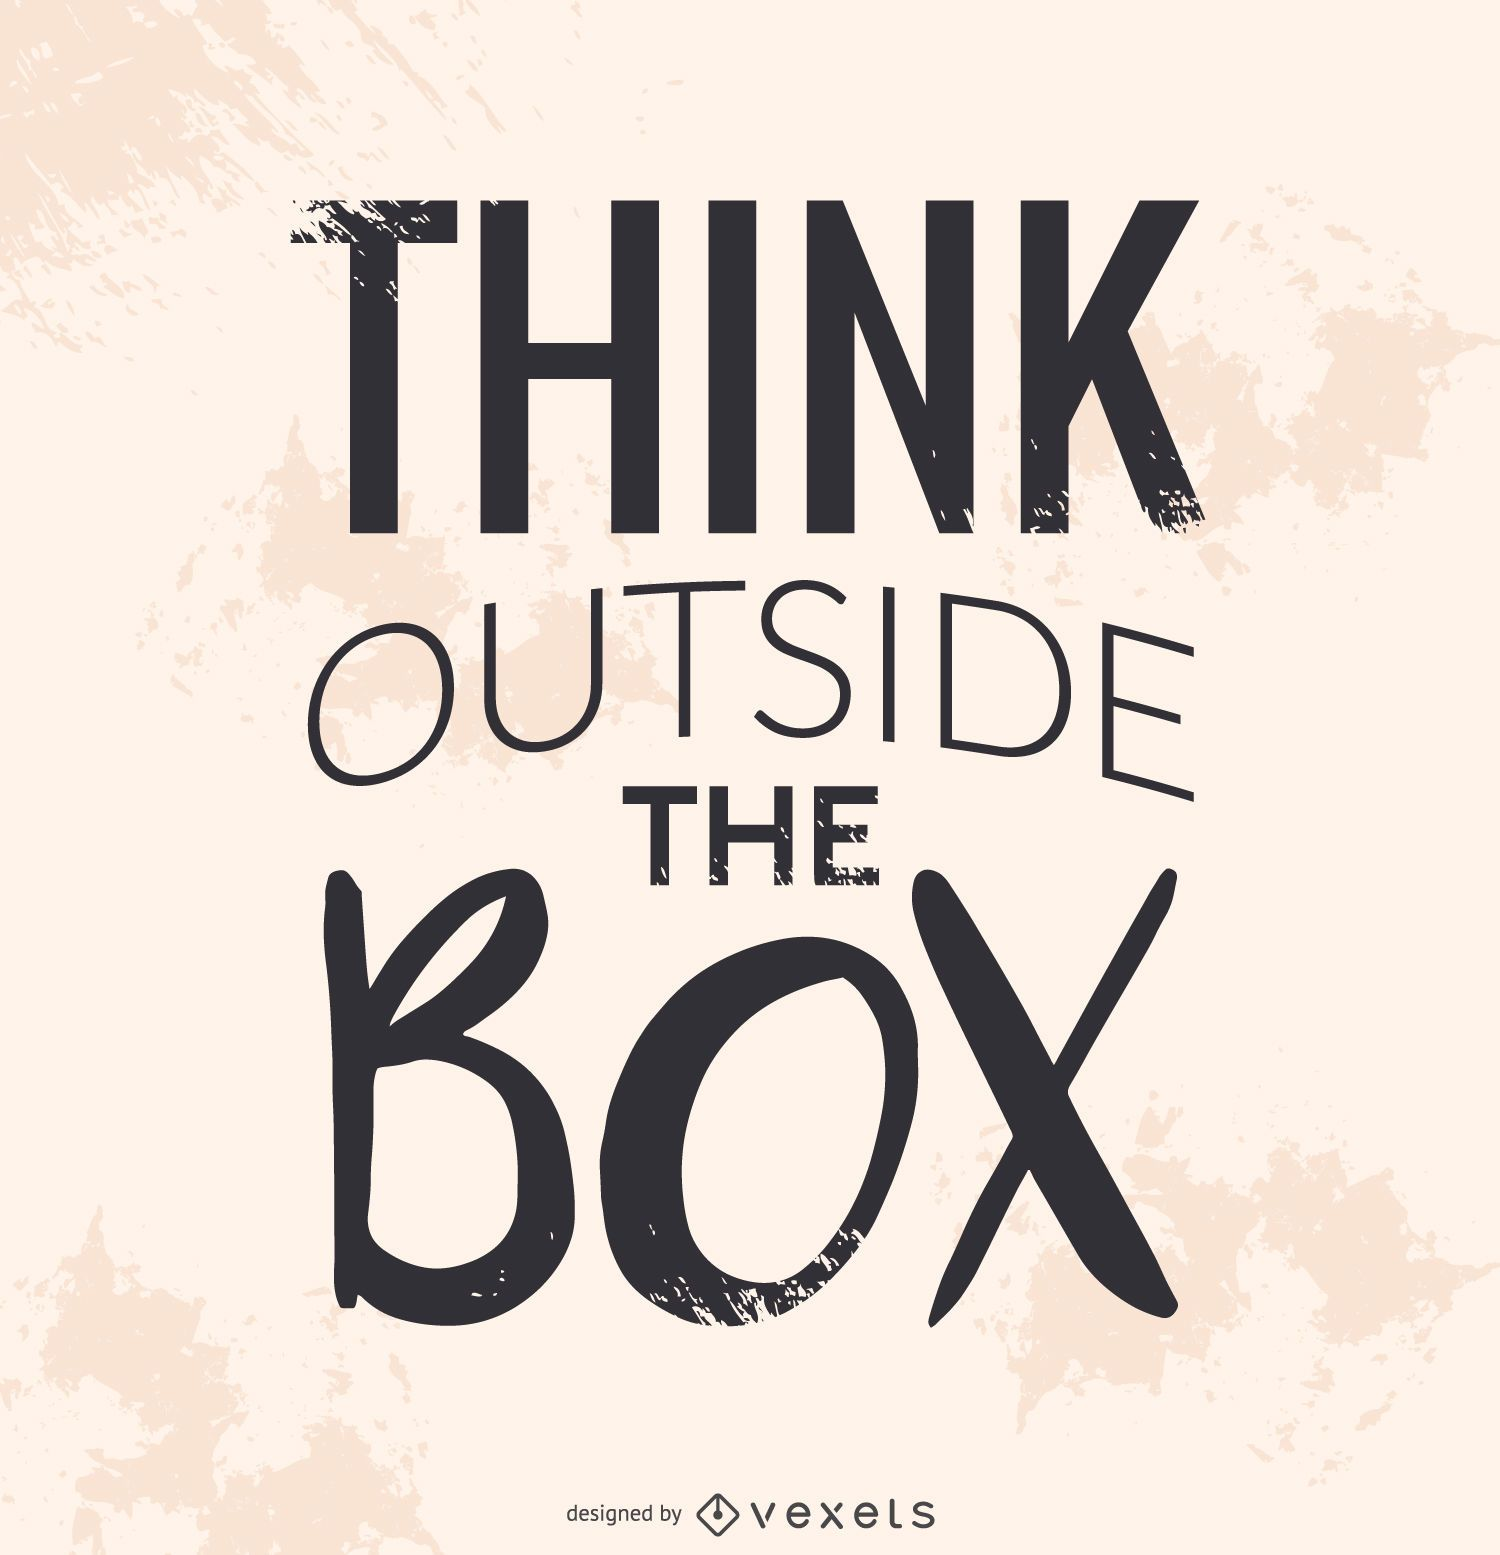 THINK
OUTSIDE
THE
BOX
designed by vexels